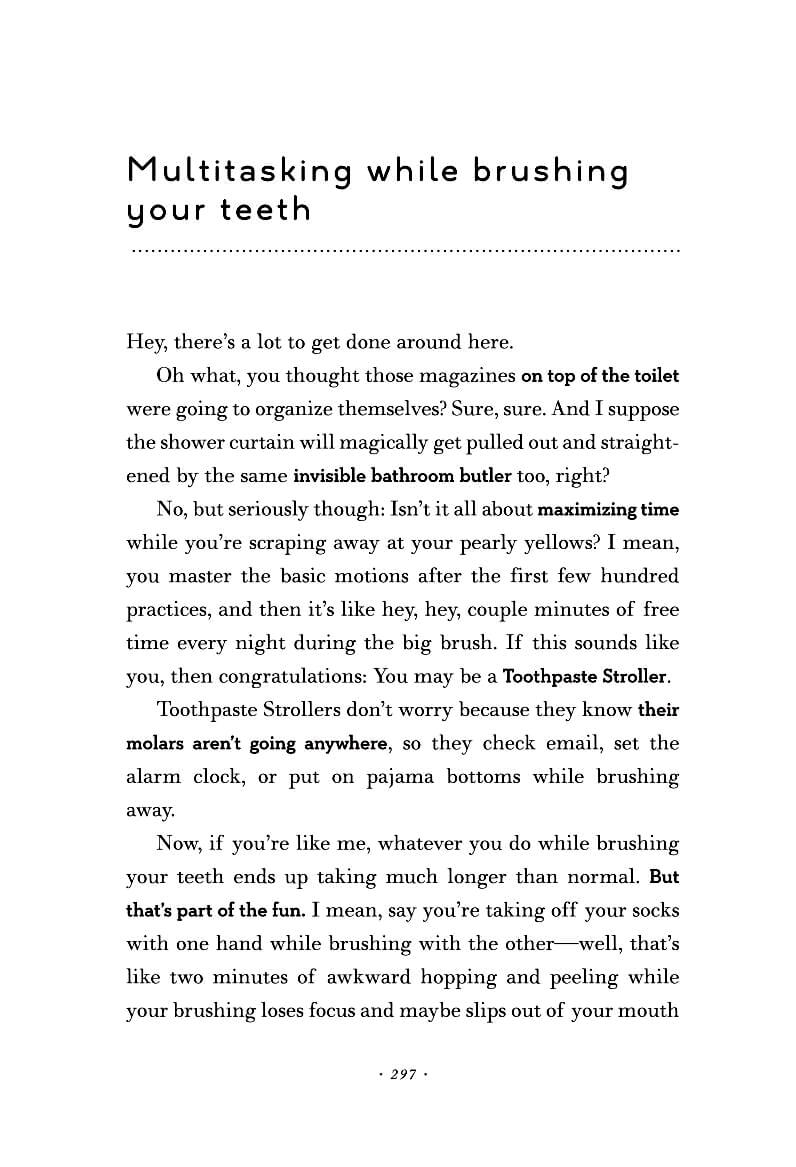 Multitasking while brushing
your teeth
Hey, there’s a lot to get done around here.
Oh what, you thought those magazines on top of the toilet
were going to organize themselves? Sure, sure. And I suppose
the shower curtain will magically get pulled out and straight-
ened by the same invisible bathroom butler too, right?
No, but seriously though: Isn’t it all about maximizing time
while you’re scraping away at your pearly yellows? I mean,
you master the basic motions after the first few hundred
practices, and then it’s like hey, hey, couple minutes of free
time every night during the big brush. If this sounds like
you, then congratulations: You may be a Toothpaste Stroller.
Toothpaste Strollers don’t worry because they know their
molars aren’t going anywhere, so they check email, set the
alarm clock, or put on pajama bottoms while brushing
away.
Now, if you’re like me, whatever you do while brushing
your teeth ends up taking much longer than normal. But
that’s part of the fun. I mean, say you’re taking off your socks
with one hand while brushing with the other—well, that’s
like two minutes of awkward hopping and peeling while
your brushing loses focus and maybe slips out of your mouth
· 297 ·